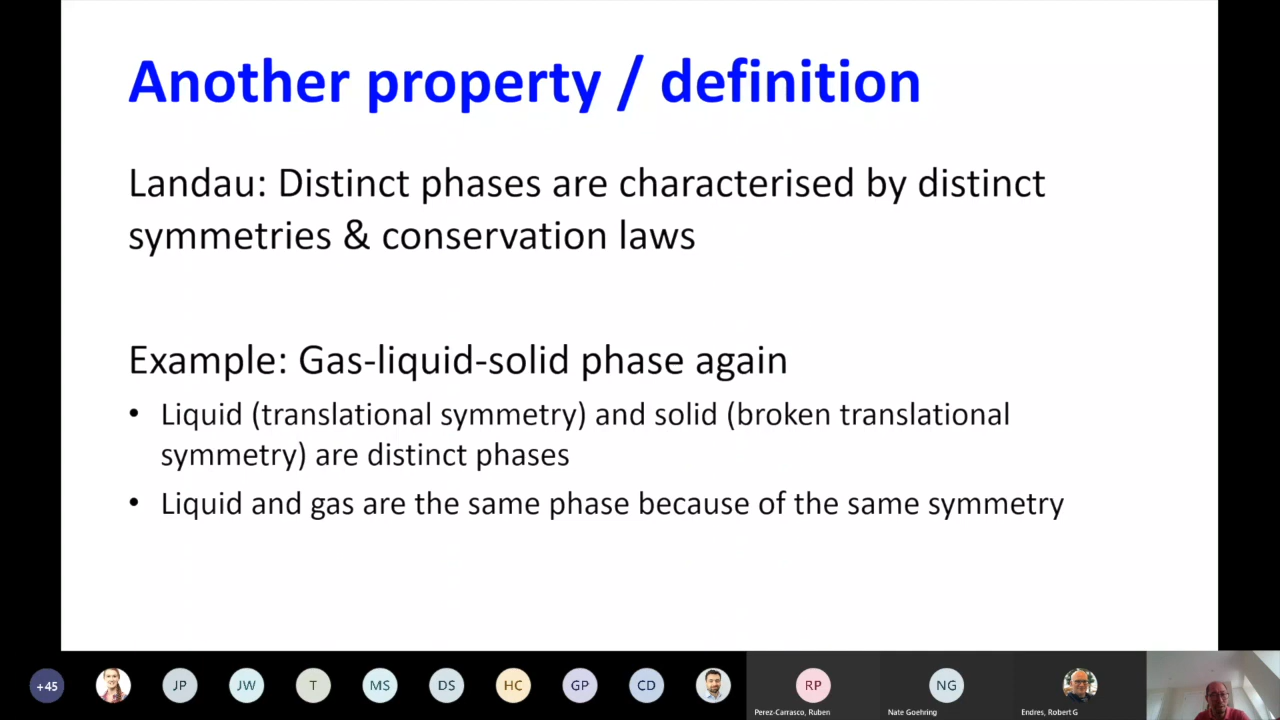 Another property / definition
Landau: Distinct phases are characterised by distinct
symmetries & conservation laws
Example: Gas-liquid-solid phase again
• Liquid (translational symmetry) and solid (broken translational
symmetry) are distinct phases
• Liquid and gas are the same phase because of the same symmetry
+45
JP
JW
T
MS
DS
HC
GP
CD
RP
NG
Perez-Carrasco, Ruben
Nate Goehring
Endres, Robert G